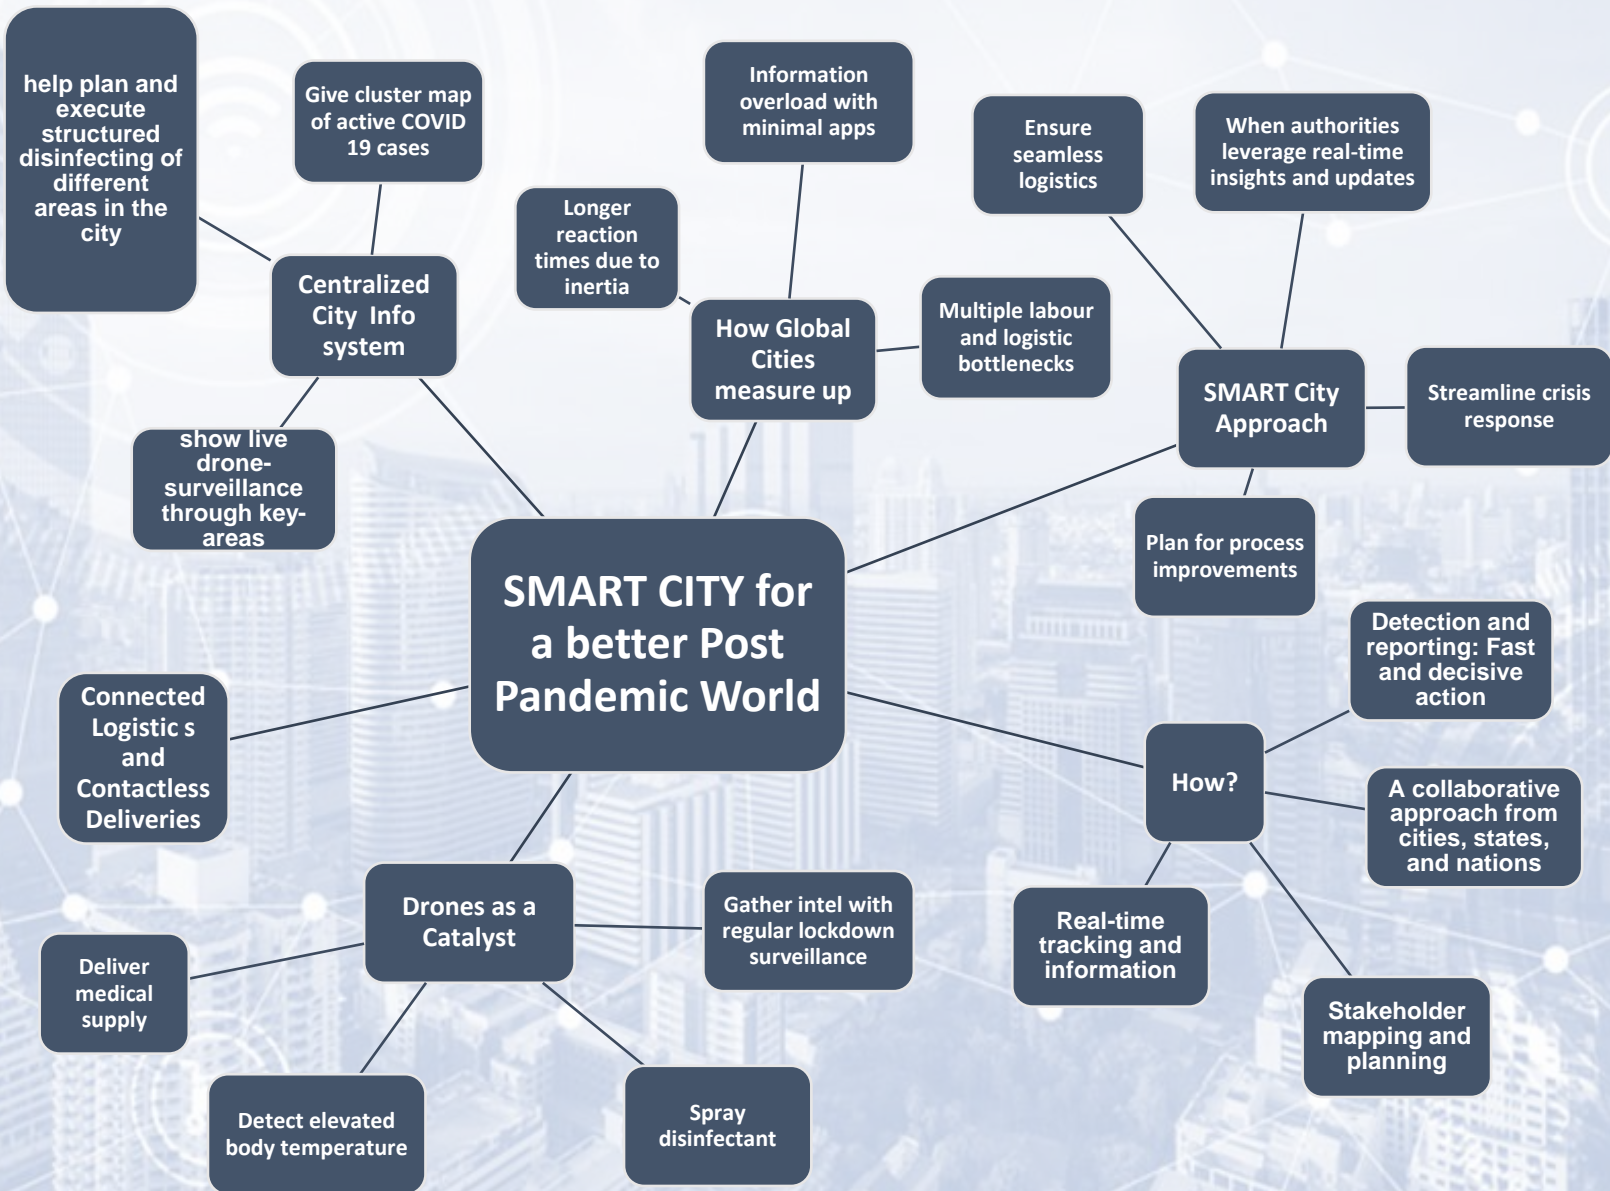 help plan and
execute
structured
disinfecting of
different
areas in the
city
Give cluster map
of active COVID
19 cases
Centralized
City  Info
system
show live
drone-
surveillance
through key-
areas
Information
overload with
minimal apps
Longer
reaction
times due to
inertia
How Global
Cities
measure up
Multiple labour
and logistic
bottlenecks
Ensure
seamless
logistics
When authorities
leverage real-time
insights and updates
SMART City
Approach
Streamline crisis
response
Plan for process
improvements
SMART CITY for
a better Post
Pandemic World
Connected
Logistic s
and
Contactless
Deliveries
How?
Detection and
reporting: Fast
and decisive
action
A collaborative
approach from
cities, states,
and nations
Real-time
tracking and
information
Stakeholder
mapping and
planning
Drones as a
Catalyst
Gather intel with
regular lockdown
surveillance
Deliver
medical
supply
Detect elevated
body temperature
Spray
disinfectant